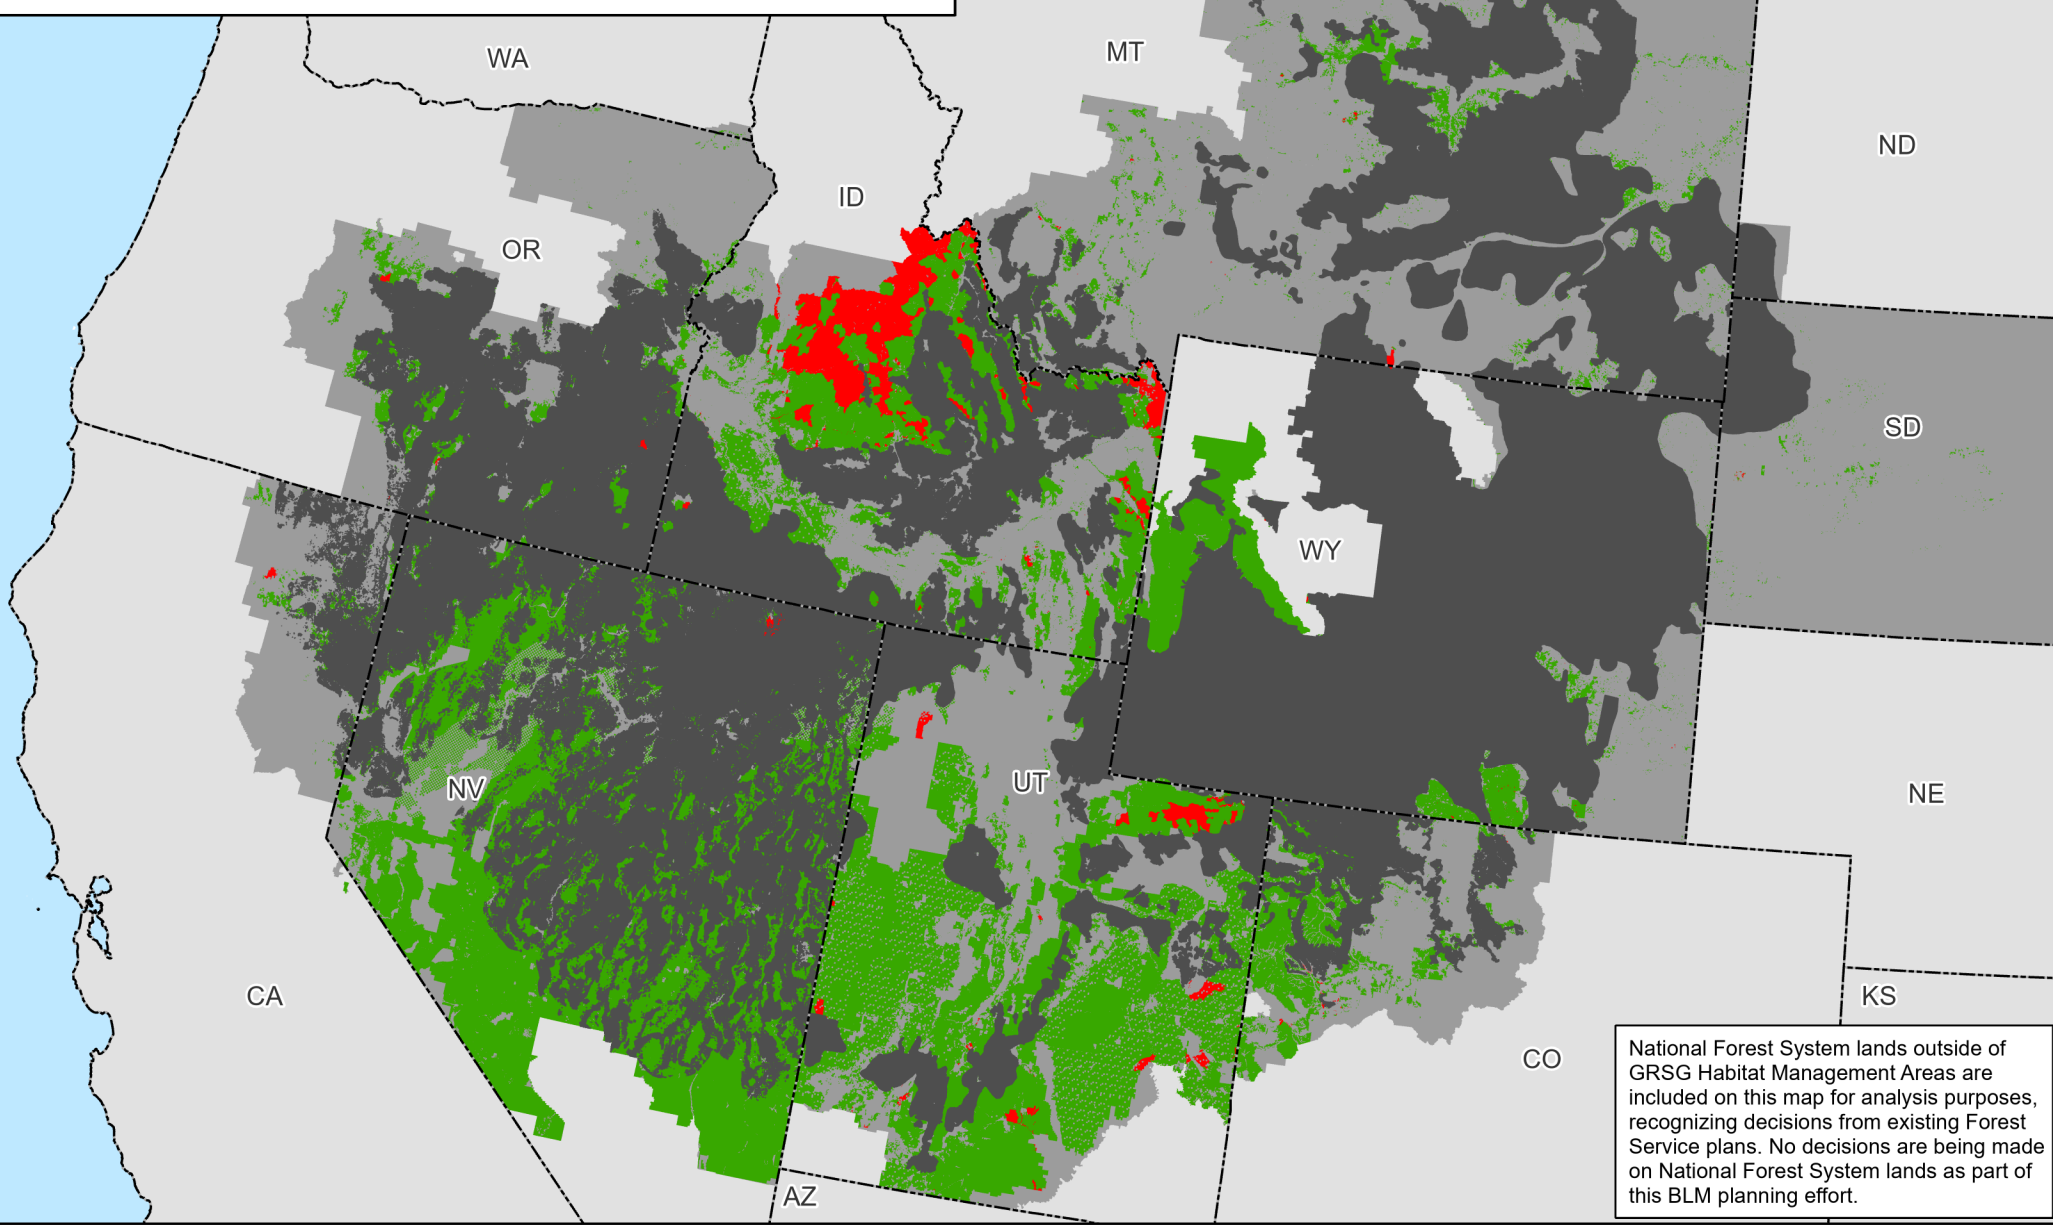 WA
MT
ND
ID
OR
SD
WY
NV
UT
NE
CA
KS
CO
AZ
National Forest System lands outside of
GRSG Habitat Management Areas are
included on this map for analysis purposes,
recognizing decisions from existing Forest
Service plans. No decisions are being made
on National Forest System lands as part of
this BLM planning effort.